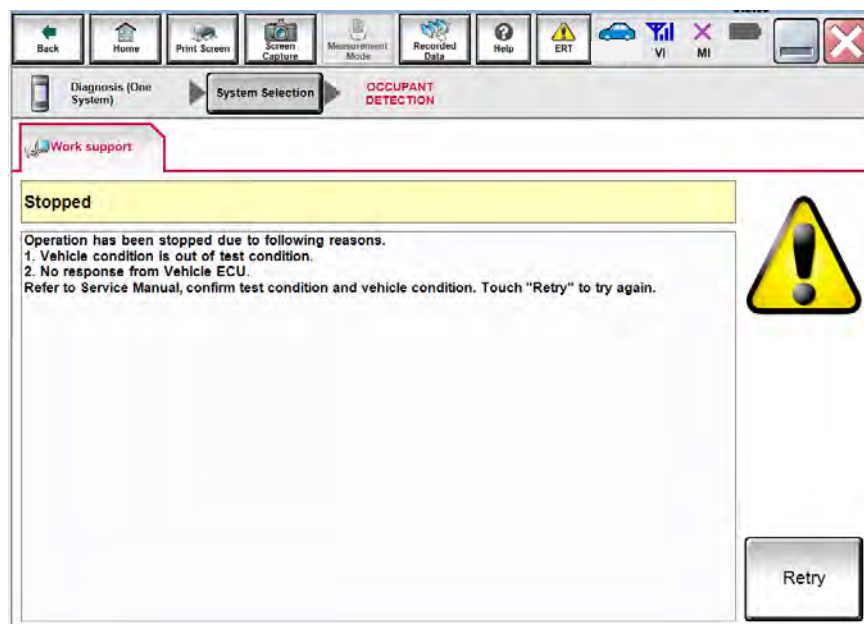 Back
Home
Print Screen
Screen
Capture
Measurement
Mode
Recorded
Data
Help
ERT
VI
MI
Diagnosis (One
System)
System Selection
OCCUPANT
DETECTION
Work support
Stopped
Operation has been stopped due to following reasons.
1. Vehicle condition is out of test condition.
2. No response from Vehicle ECU.
Refer to Service Manual, confirm test condition and vehicle condition. Touch "Retry" to try again.
Retry